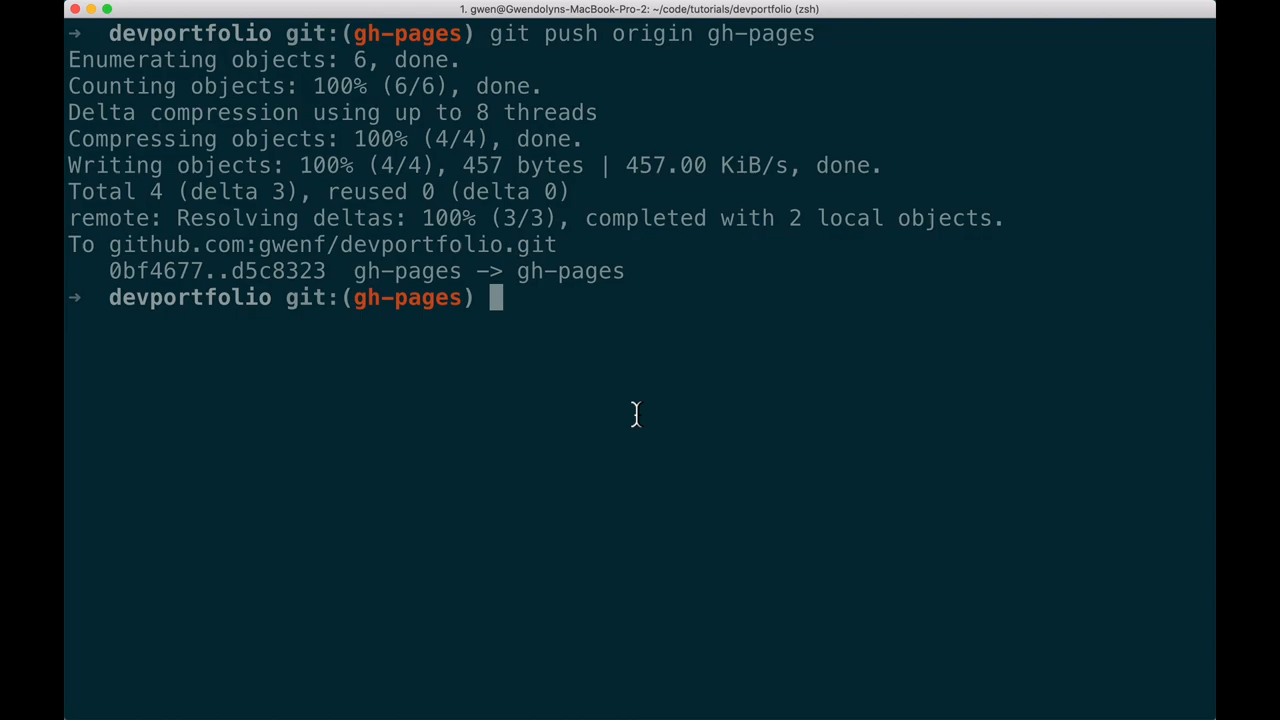 1. gwen@Gwendolyns-MacBook-Pro-2: ~/code/tutorials/devportfolio (zsh)
➜ devportfolio git:(gh-pages) git push origin gh-pages
Enumerating objects: 6, done.
Counting objects: 100% (6/6), done.
Delta compression using up to 8 threads
Compressing objects: 100% (4/4), done.
Writing objects: 100% (4/4), 457 bytes | 457.00 KiB/s, done.
Total 4 (delta 3), reused 0 (delta 0)
remote: Resolving deltas: 100% (3/3), completed with 2 local objects.
To github.com:gwenf/devportfolio.git
0bf4677..d5c8323 gh-pages -> gh-pages
➜ devportfolio git:(gh-pages)